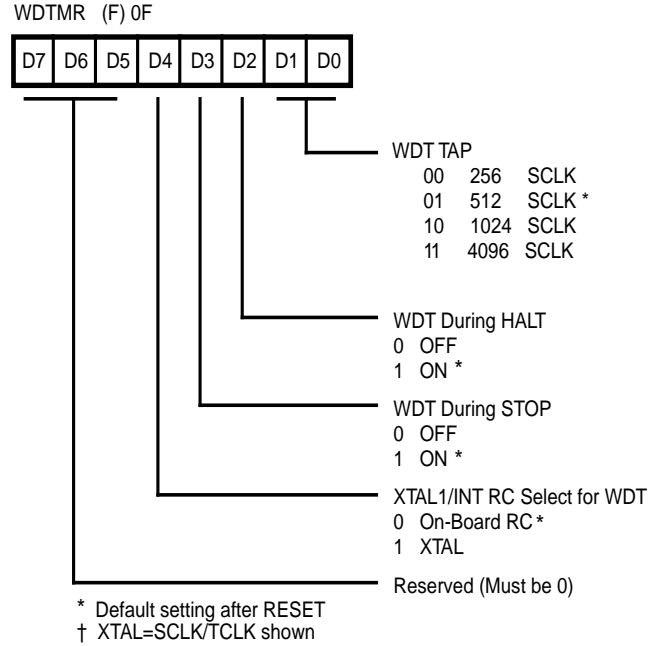 WDTMR (F) 0F
D7 D6 D5 D4 D3 D2 D1 D0
WDT TAP
00 256 SCLK
01 512 SCLK *
10 1024 SCLK
11 4096 SCLK
WDT During HALT
0 OFF
1 ON *
WDT During STOP
0 OFF
1 ON *
XTAL1/INT RC Select for WDT
0 On-Board RC *
1 XTAL
Reserved (Must be 0)
* Default setting after RESET
† XTAL=SCLK/TCLK shown